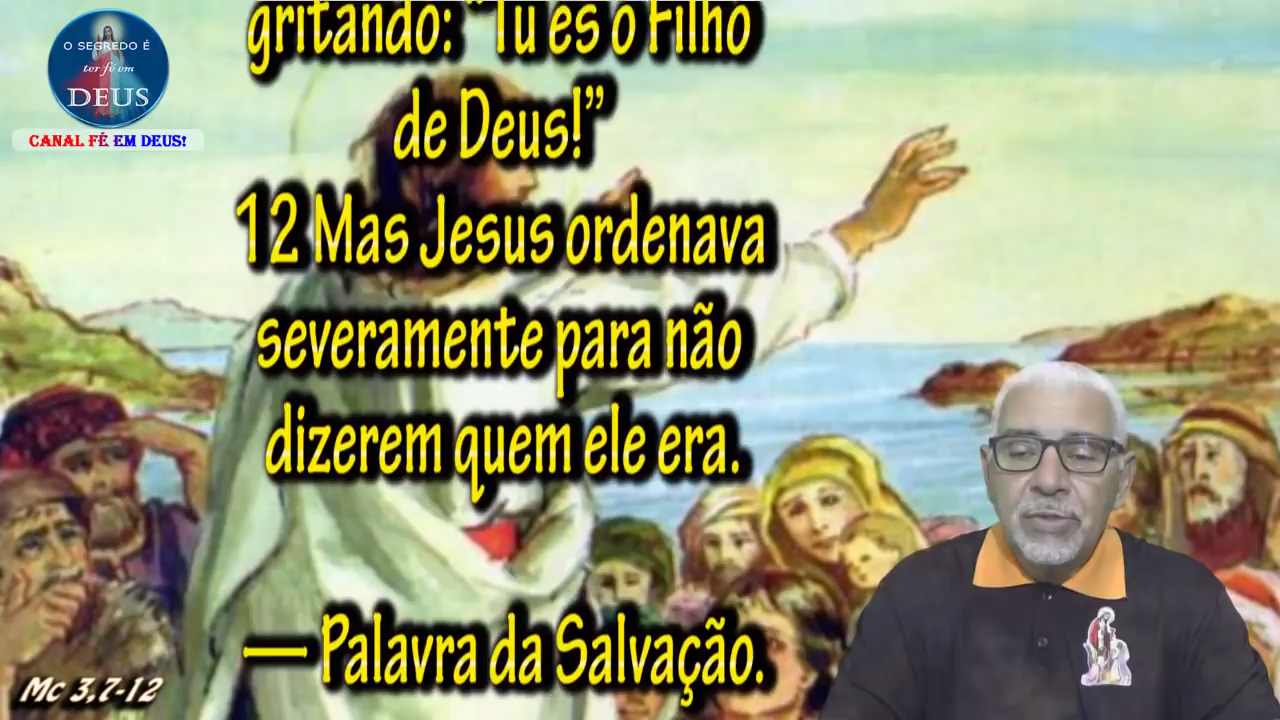 O SEGREDO É
ter fé em
DEUS
CANAL FÉ EM DEUS!
gritando: “Tu és o Filho
de Deus!”
12 Mas Jesus ordenava
severamente para não
dizerem quem ele era.
— Palavra da Salvação.
Mc 3,7-12